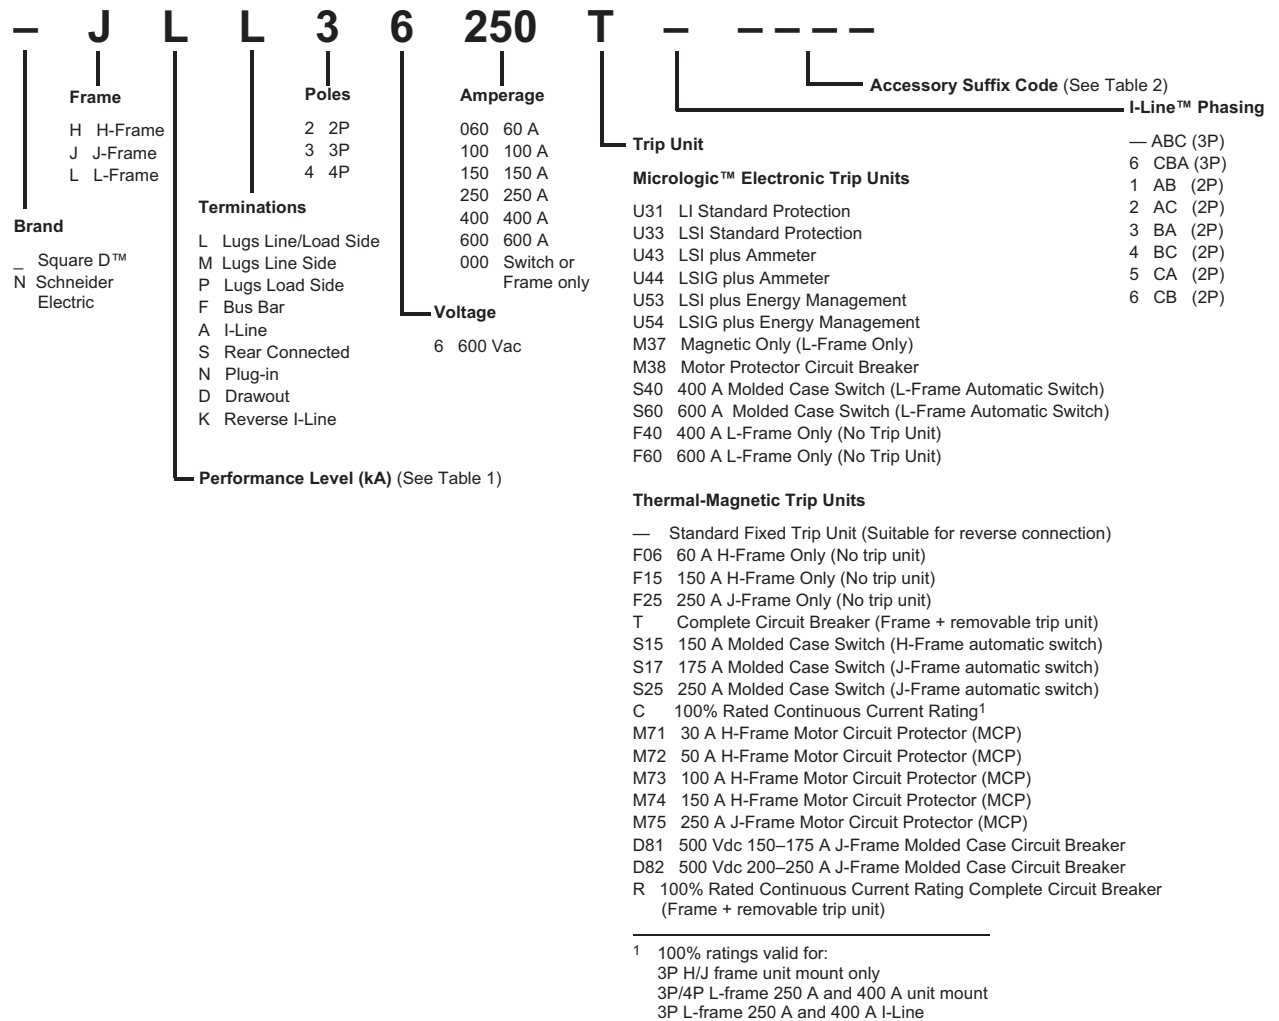 – J L L 3 6 250 T – – – – –
Accessory Suffix Code (See Table 2)
Frame
H H-Frame
J J-Frame
L L-Frame
Poles
2 2P
3 3P
4 4P
Amperage
060 60 A
100 100 A
150 150 A
250 250 A
400 400 A
600 600 A
000 Switch or
Frame only
I-Line™ Phasing
— ABC (3P)
6 CBA (3P)
1 AB (2P)
2 AC (2P)
3 BA (2P)
4 BC (2P)
5 CA (2P)
6 CB (2P)
Brand
_ Square D™
N Schneider
Electric
Terminations
L Lugs Line/Load Side
M Lugs Line Side
P Lugs Load Side
F Bus Bar
A I-Line
S Rear Connected
N Plug-in
D Drawout
K Reverse I-Line
Voltage
6 600 Vac
Performance Level (kA) (See Table 1)
Trip Unit
Micrologic™ Electronic Trip Units
U31 LI Standard Protection
U33 LSI Standard Protection
U43 LSI plus Ammeter
U44 LSIG plus Ammeter
U53 LSI plus Energy Management
U54 LSIG plus Energy Management
M37 Magnetic Only (L-Frame Only)
M38 Motor Protector Circuit Breaker
S40 400 A Molded Case Switch (L-Frame Automatic Switch)
S60 600 A Molded Case Switch (L-Frame Automatic Switch)
F40 400 A L-Frame Only (No Trip Unit)
F60 600 A L-Frame Only (No Trip Unit)
Thermal-Magnetic Trip Units
— Standard Fixed Trip Unit (Suitable for reverse connection)
F06 60 A H-Frame Only (No trip unit)
F15 150 A H-Frame Only (No trip unit)
F25 250 A J-Frame Only (No trip unit)
T Complete Circuit Breaker (Frame + removable trip unit)
S15 150 A Molded Case Switch (H-Frame automatic switch)
S17 175 A Molded Case Switch (J-Frame automatic switch)
S25 250 A Molded Case Switch (J-Frame automatic switch)
C 100% Rated Continuous Current Rating1
M71 30 A H-Frame Motor Circuit Protector (MCP)
M72 50 A H-Frame Motor Circuit Protector (MCP)
M73 100 A H-Frame Motor Circuit Protector (MCP)
M74 150 A H-Frame Motor Circuit Protector (MCP)
M75 250 A J-Frame Motor Circuit Protector (MCP)
D81 500 Vdc 150–175 A J-Frame Molded Case Circuit Breaker
D82 500 Vdc 200–250 A J-Frame Molded Case Circuit Breaker
R 100% Rated Continuous Current Rating Complete Circuit Breaker
(Frame + removable trip unit)
1 100% ratings valid for:
3P H/J frame unit mount only
3P/4P L-frame 250 A and 400 A unit mount
3P L-frame 250 A and 400 A I-Line